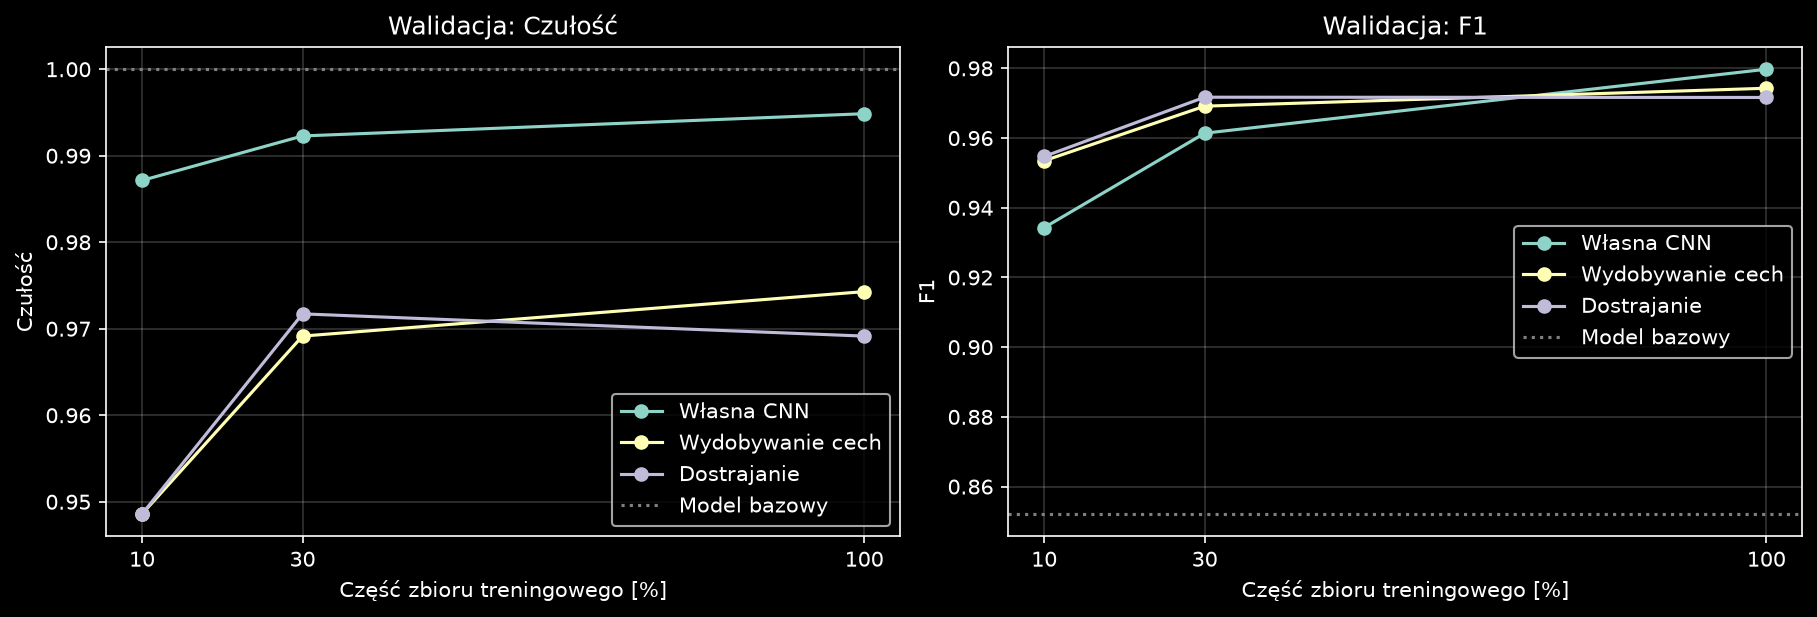 Walidacja: Czułość
1.00
0.99
0.98
0.97
0.96
0.95
Czułość
10
30
100
Część zbioru treningowego [%]
Własna CNN
Wydobywanie cech
Dostrajanie
Model bazowy
Walidacja: F1
0.98
0.96
0.94
0.92
0.90
0.88
0.86
F1
10
30
100
Część zbioru treningowego [%]
Własna CNN
Wydobywanie cech
Dostrajanie
Model bazowy